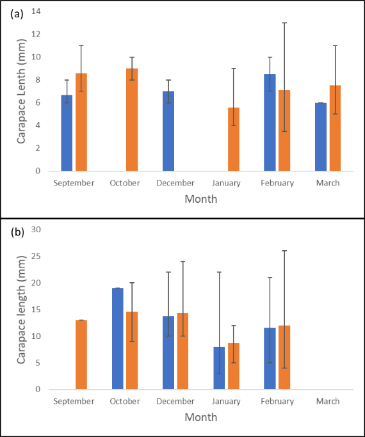 (a)
14
12
10
8
6
4
2
0
Carapace Lenth (mm)
September October December January February March
Month
(b)
30
25
20
15
10
5
0
Carapace length (mm)
September October December January February March
Month